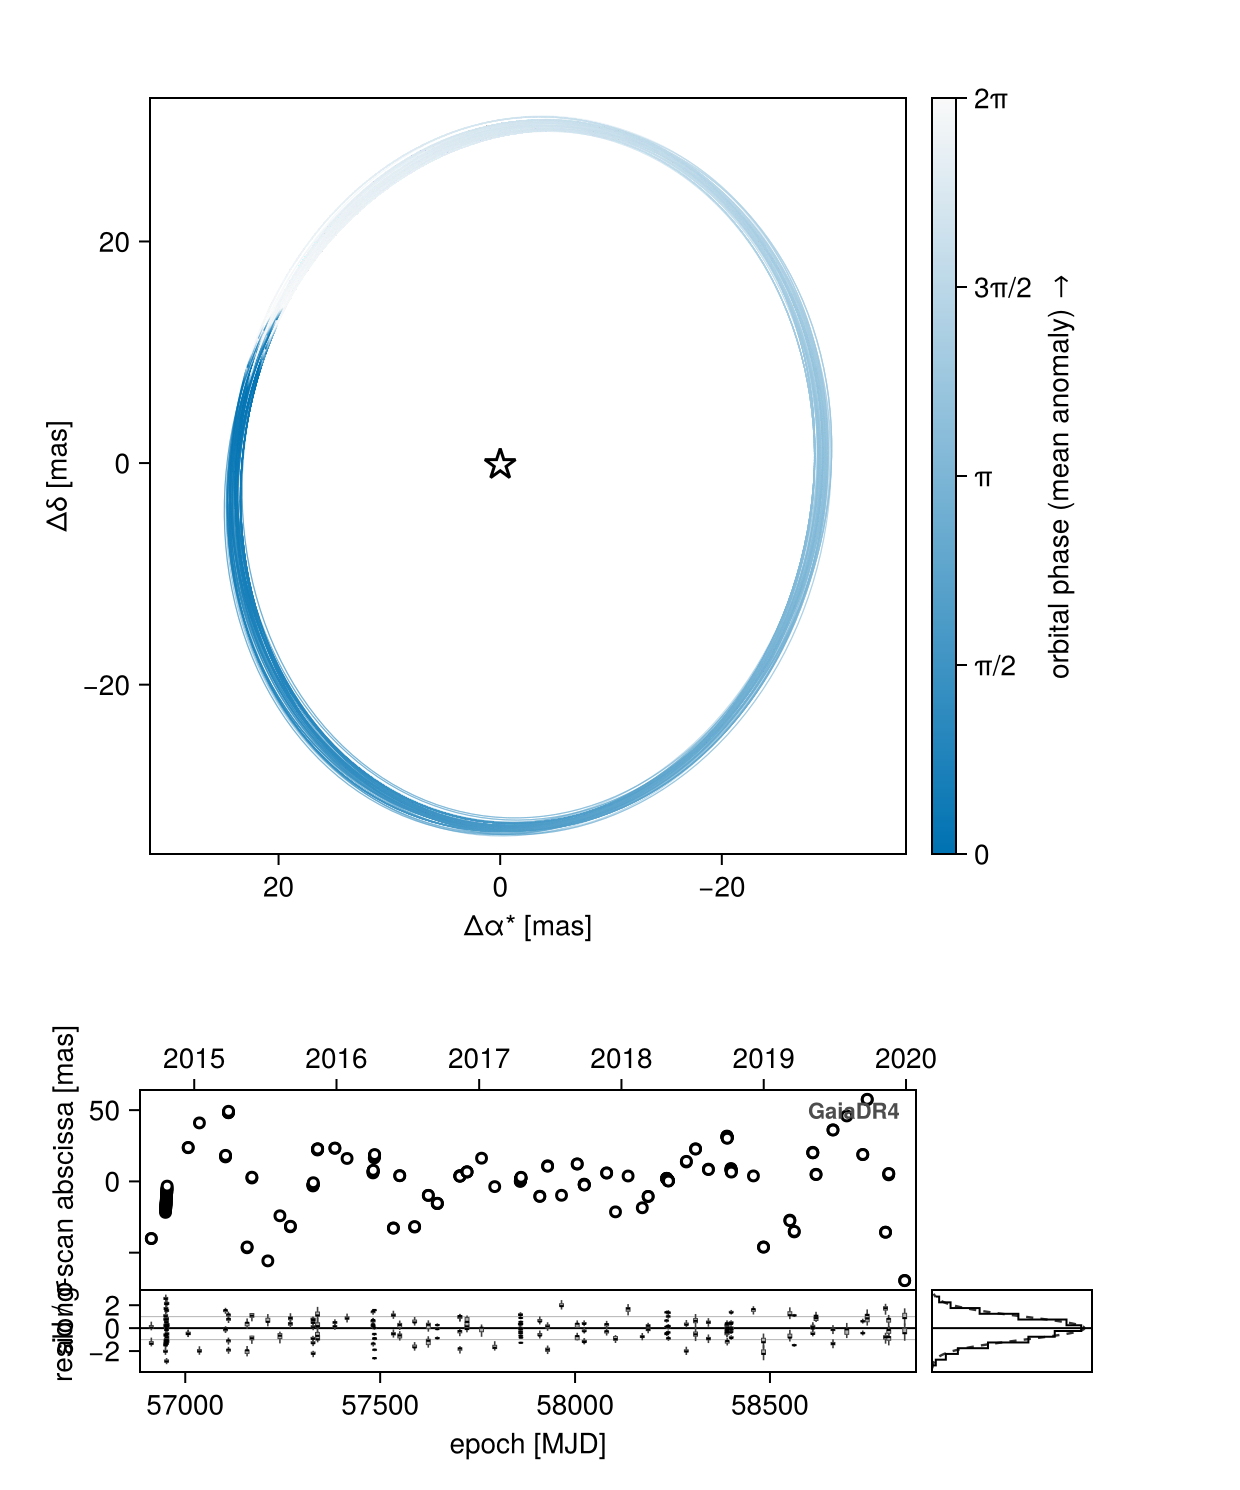 2π
3π/2
π
π/2
0
orbital phase (mean anomaly) →
20
0
−20
Δδ [mas]
20
0
−20
Δα* [mas]
2015
2016
2017
2018
2019
2020
50
0
along-scan abscissa [mas]
GaiaDR4
2
0
−2
57000
57500
58000
58500
epoch [MJD]